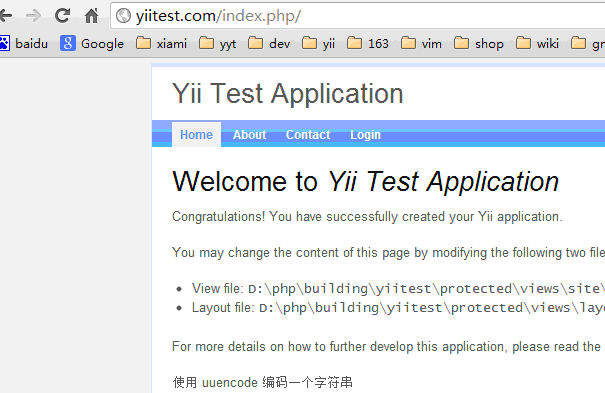 yiitest.com/index.php/
baidu Google xiami yyt dev yii 163 vim shop wiki
Yii Test Application
Home About Contact Login
Welcome to Yii Test Application
Congratulations! You have successfully created your Yii application.
You may change the content of this page by modifying the following two file
View file: D:\php\building\yiitest\protected\views\site\
Layout file: D:\php\building\yiitest\protected\views\lay
For more details on how to further develop this application, please read the
使用 uuencode 编码一个字符串